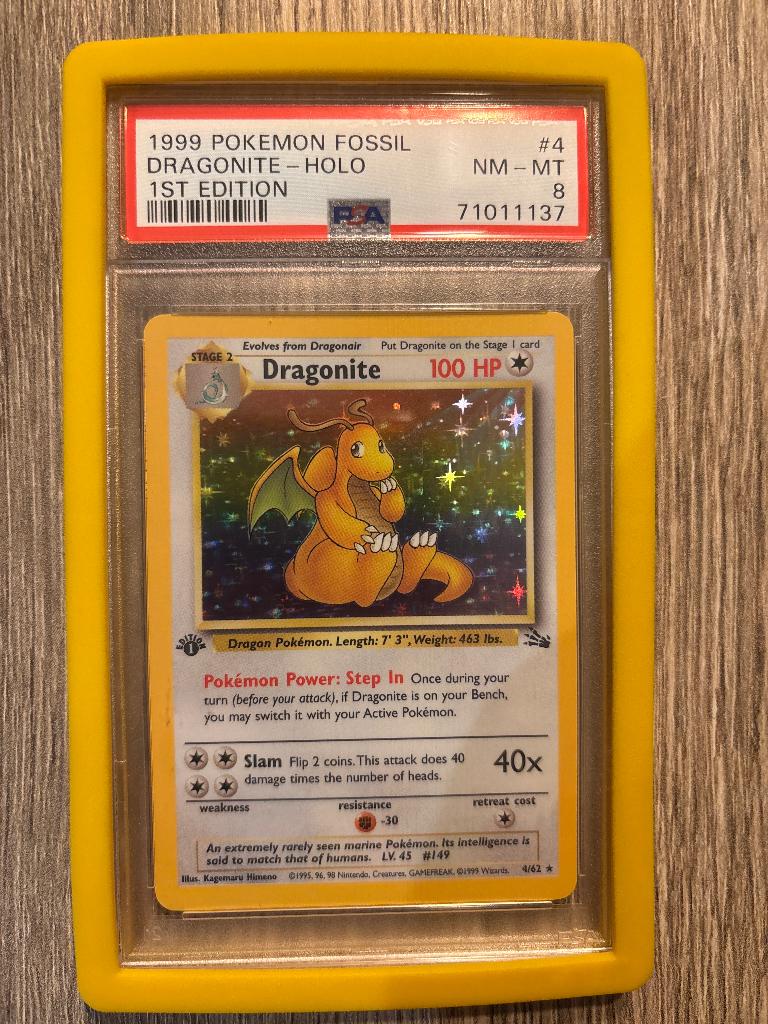 1999 POKEMON FOSSIL #4
DRAGONITE – HOLO NM – MT
1ST EDITION 8
PSA 71011137
Evolves from Dragonair Put Dragonite on the Stage 1 card
STAGE 2
Dragonite 100 HP
EDITION
1
Dragon Pokémon. Length: 7' 3", Weight: 463 lbs.
Pokémon Power: Step In Once during your
turn (before your attack), if Dragonite is on your Bench,
you may switch it with your Active Pokémon.
Slam Flip 2 coins. This attack does 40 40x
damage times the number of heads.
weakness resistance retreat cost
-30
An extremely rarely seen marine Pokémon. Its intelligence is
said to match that of humans. LV. 45 #149
Illus. Kagemaru Himeno ©1995, 96, 98 Nintendo, Creatures, GAMEFREAK. ©1999 Wizards. 4/62 ★